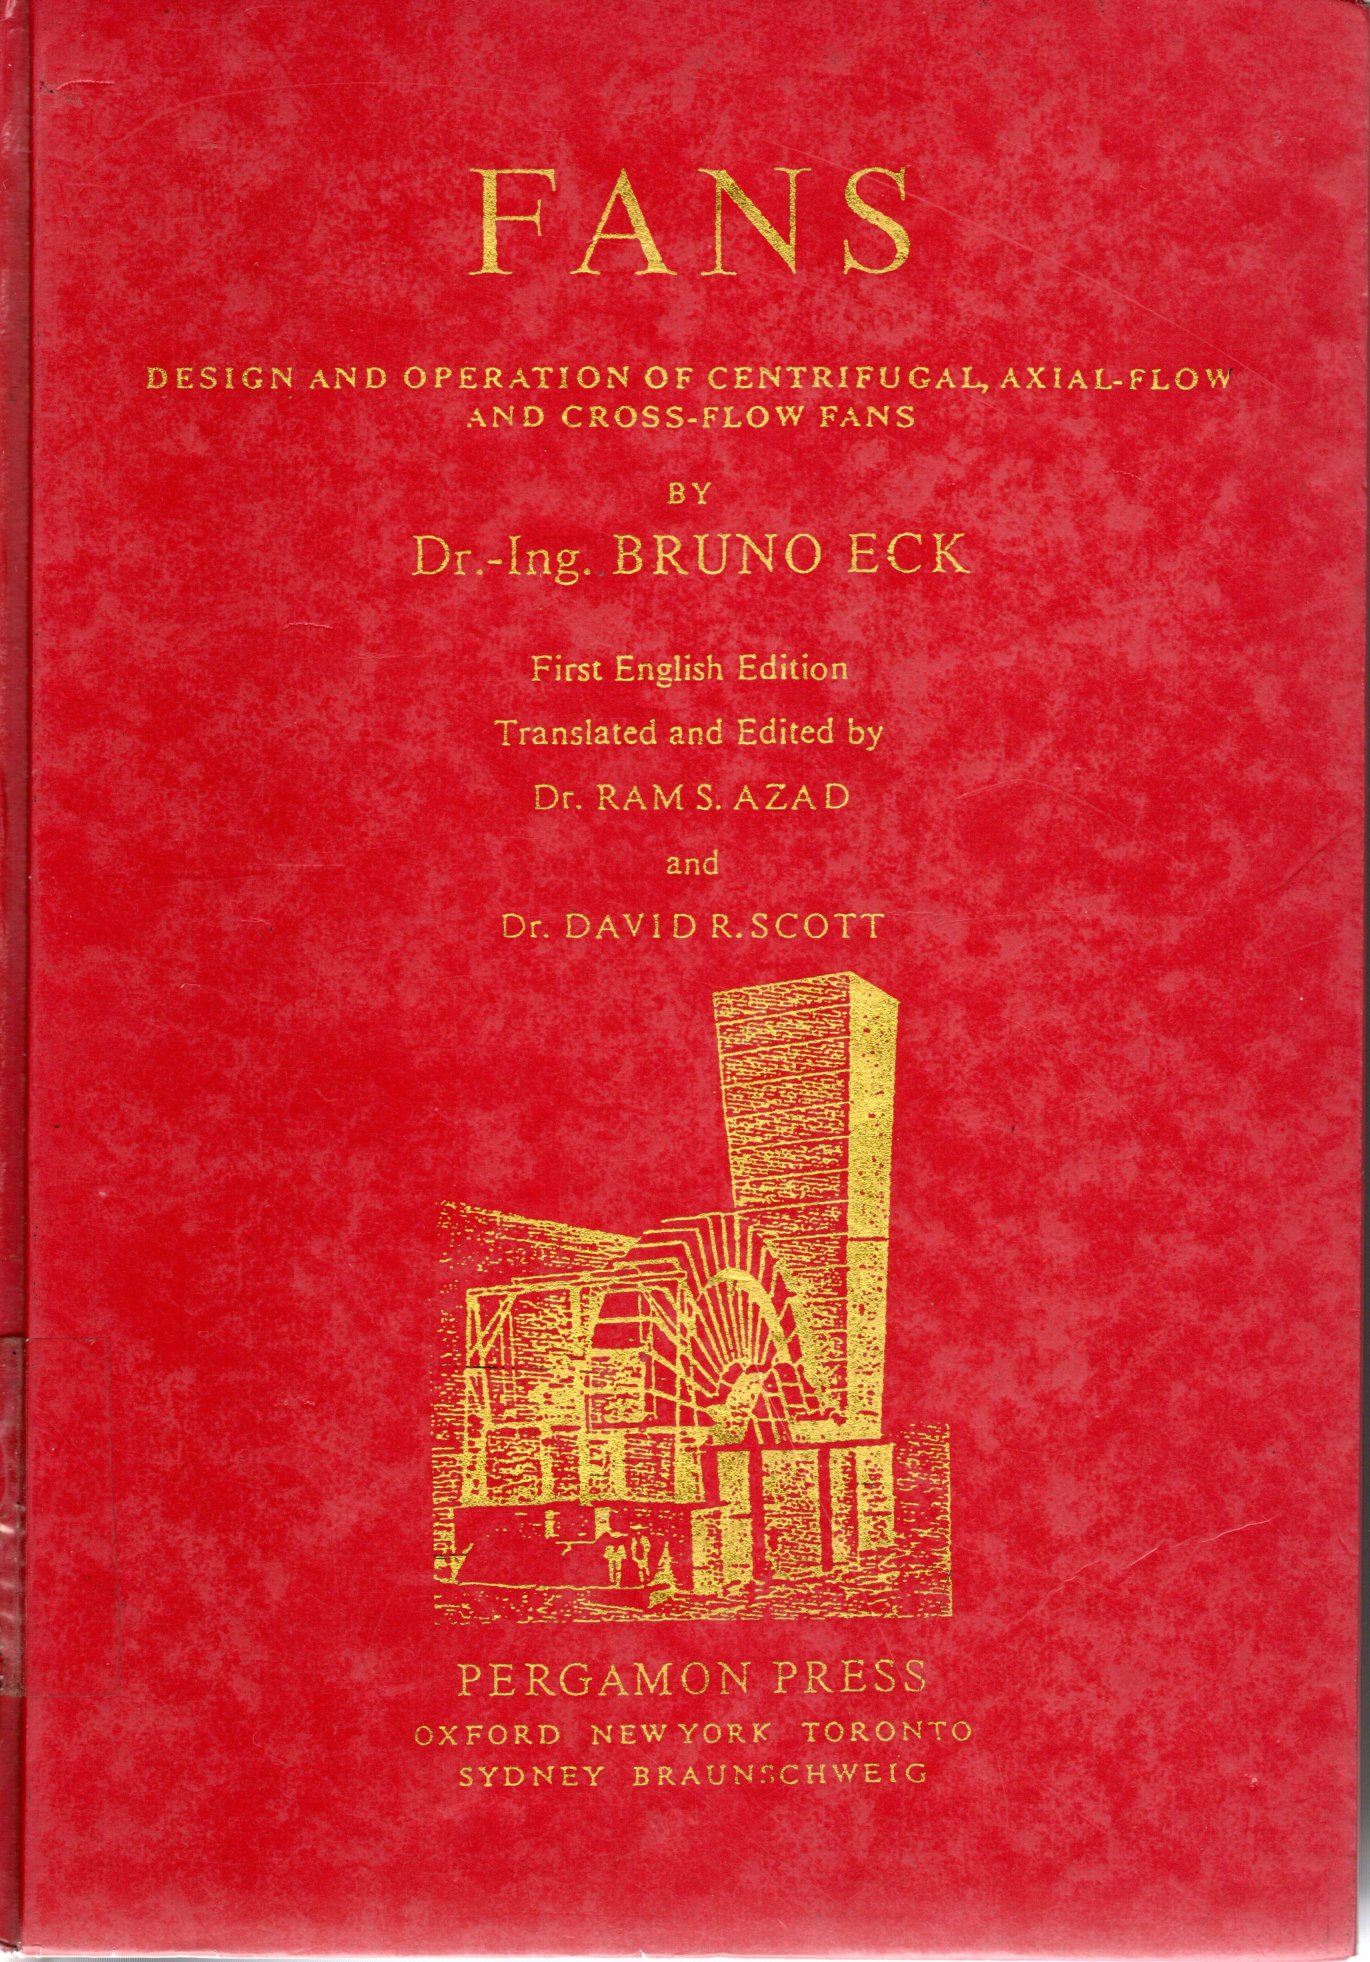 FANS
DESIGN AND OPERATION OF CENTRIFUGAL, AXIAL-FLOW
AND CROSS-FLOW FANS
BY
Dr.-Ing. BRUNO ECK
First English Edition
Translated and Edited by
Dr. RAM S. AZAD
and
Dr. DAVID R. SCOTT
PERGAMON PRESS
OXFORD NEW YORK TORONTO
SYDNEY BRAUNSCHWEIG